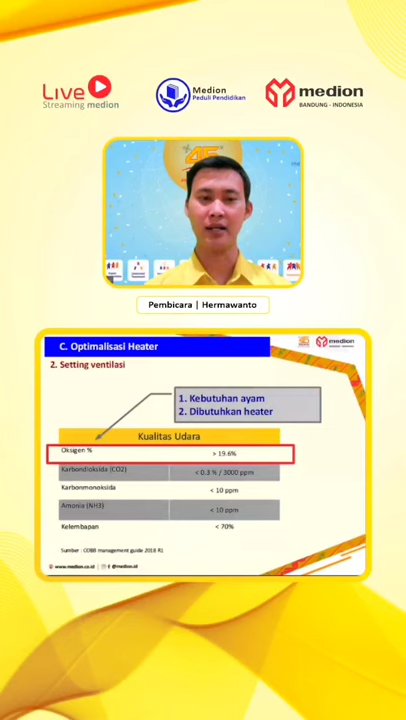 Live
Streaming medion
Medion
Peduli Pendidikan
medion
BANDUNG - INDONESIA
45
Pembicara | Hermawanto
C. Optimalisasi Heater
medion
2. Setting ventilasi
1. Kebutuhan ayam
2. Dibutuhkan heater
Kualitas Udara
Oksigen % > 19.6%
Karbondioksida (CO2) < 0.3 % / 3000 ppm
Karbonmonoksida < 10 ppm
Amonia (NH3) < 10 ppm
Kelembapan < 70%
Sumber : COBB management guide 2018 R1
www.medion.co.id | @medion.id